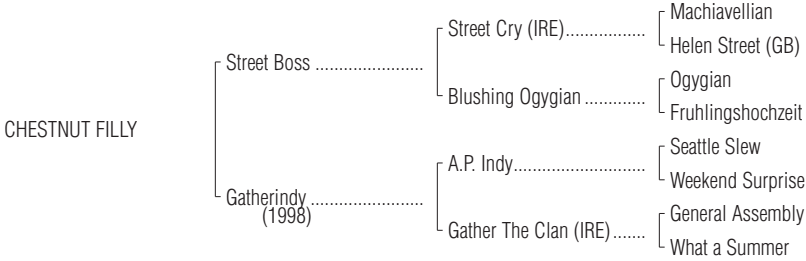 Machiavellian
Street Cry (IRE).................
Helen Street (GB)
Street Boss .......................
Ogygian
Blushing Ogygian .............
Fruhlingshochzeit
CHESTNUT FILLY
Seattle Slew
A.P. Indy............................
Weekend Surprise
Gatherindy ........................
(1998)
General Assembly
Gather The Clan (IRE).......
What a Summer